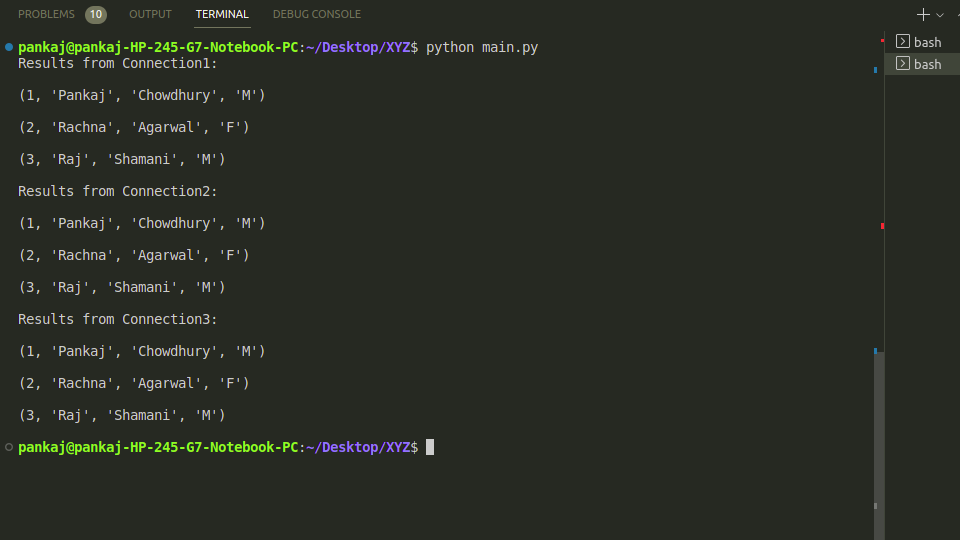 PROBLEMS 10 OUTPUT TERMINAL DEBUG CONSOLE
pankaj@pankaj-HP-245-G7-Notebook-PC:~/Desktop/XYZ$ python main.py
Results from Connection1:
(1, 'Pankaj', 'Chowdhury', 'M')
(2, 'Rachna', 'Agarwal', 'F')
(3, 'Raj', 'Shamani', 'M')
Results from Connection2:
(1, 'Pankaj', 'Chowdhury', 'M')
(2, 'Rachna', 'Agarwal', 'F')
(3, 'Raj', 'Shamani', 'M')
Results from Connection3:
(1, 'Pankaj', 'Chowdhury', 'M')
(2, 'Rachna', 'Agarwal', 'F')
(3, 'Raj', 'Shamani', 'M')
pankaj@pankaj-HP-245-G7-Notebook-PC:~/Desktop/XYZ$
bash
bash